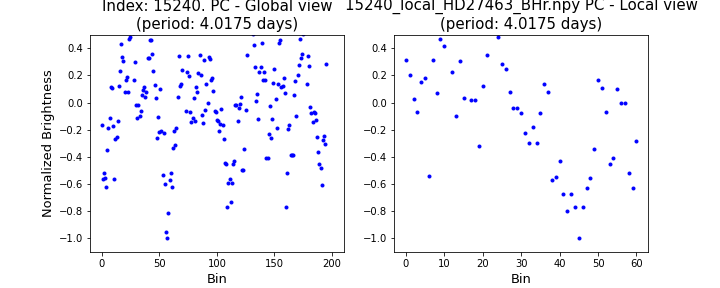 Index: 15240. PC - Global view
(period: 4.0175 days)
15240_local_HD27463_BHr.npy PC - Local view
(period: 4.0175 days)
Normalized Brightness
0.4
0.2
0.0
−0.2
−0.4
−0.6
−0.8
−1.0
0 50 100 150 200
Bin
0.4
0.2
0.0
−0.2
−0.4
−0.6
−0.8
−1.0
0 10 20 30 40 50 60
Bin